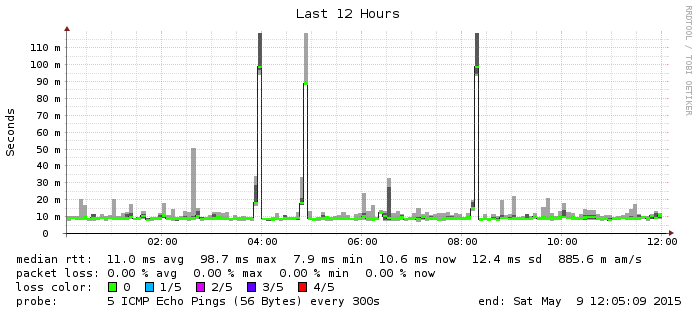 Last 12 Hours
RRDTOOL / TOBI OETIKER
Seconds
110 m
100 m
90 m
80 m
70 m
60 m
50 m
40 m
30 m
20 m
10 m
0
02:00 04:00 06:00 08:00 10:00 12:00
median rtt: 11.0 ms avg 98.7 ms max 7.9 ms min 10.6 ms now 12.4 ms sd 885.6 m am/s
packet loss: 0.00 % avg 0.00 % max 0.00 % min 0.00 % now
loss color: 0 1/5 2/5 3/5 4/5
probe: 5 ICMP Echo Pings (56 Bytes) every 300s end: Sat May 9 12:05:09 2015